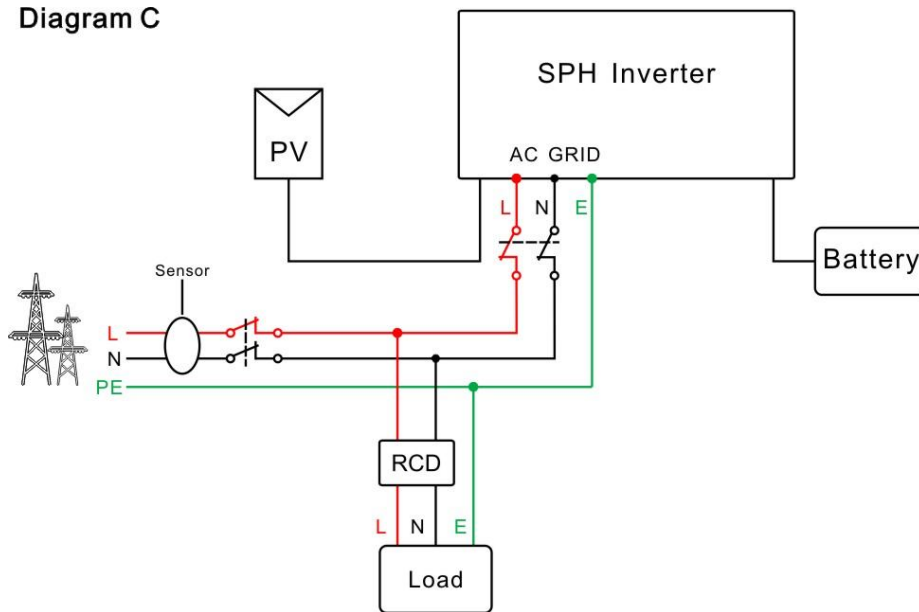 Diagram C
SPH Inverter
PV
AC GRID
L N E
Battery
Sensor
L
N
PE
RCD
L N E
Load